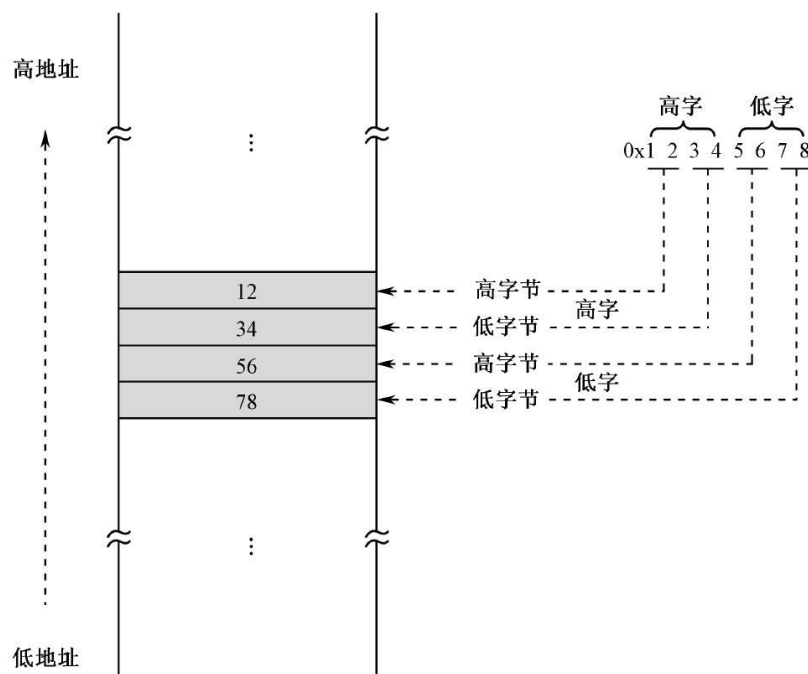 高地址
高字 低字
0x1 2 3 4 5 6 7 8
⋮
12 高字节
高字
34 低字节
56 高字节
低字
78 低字节
⋮
低地址